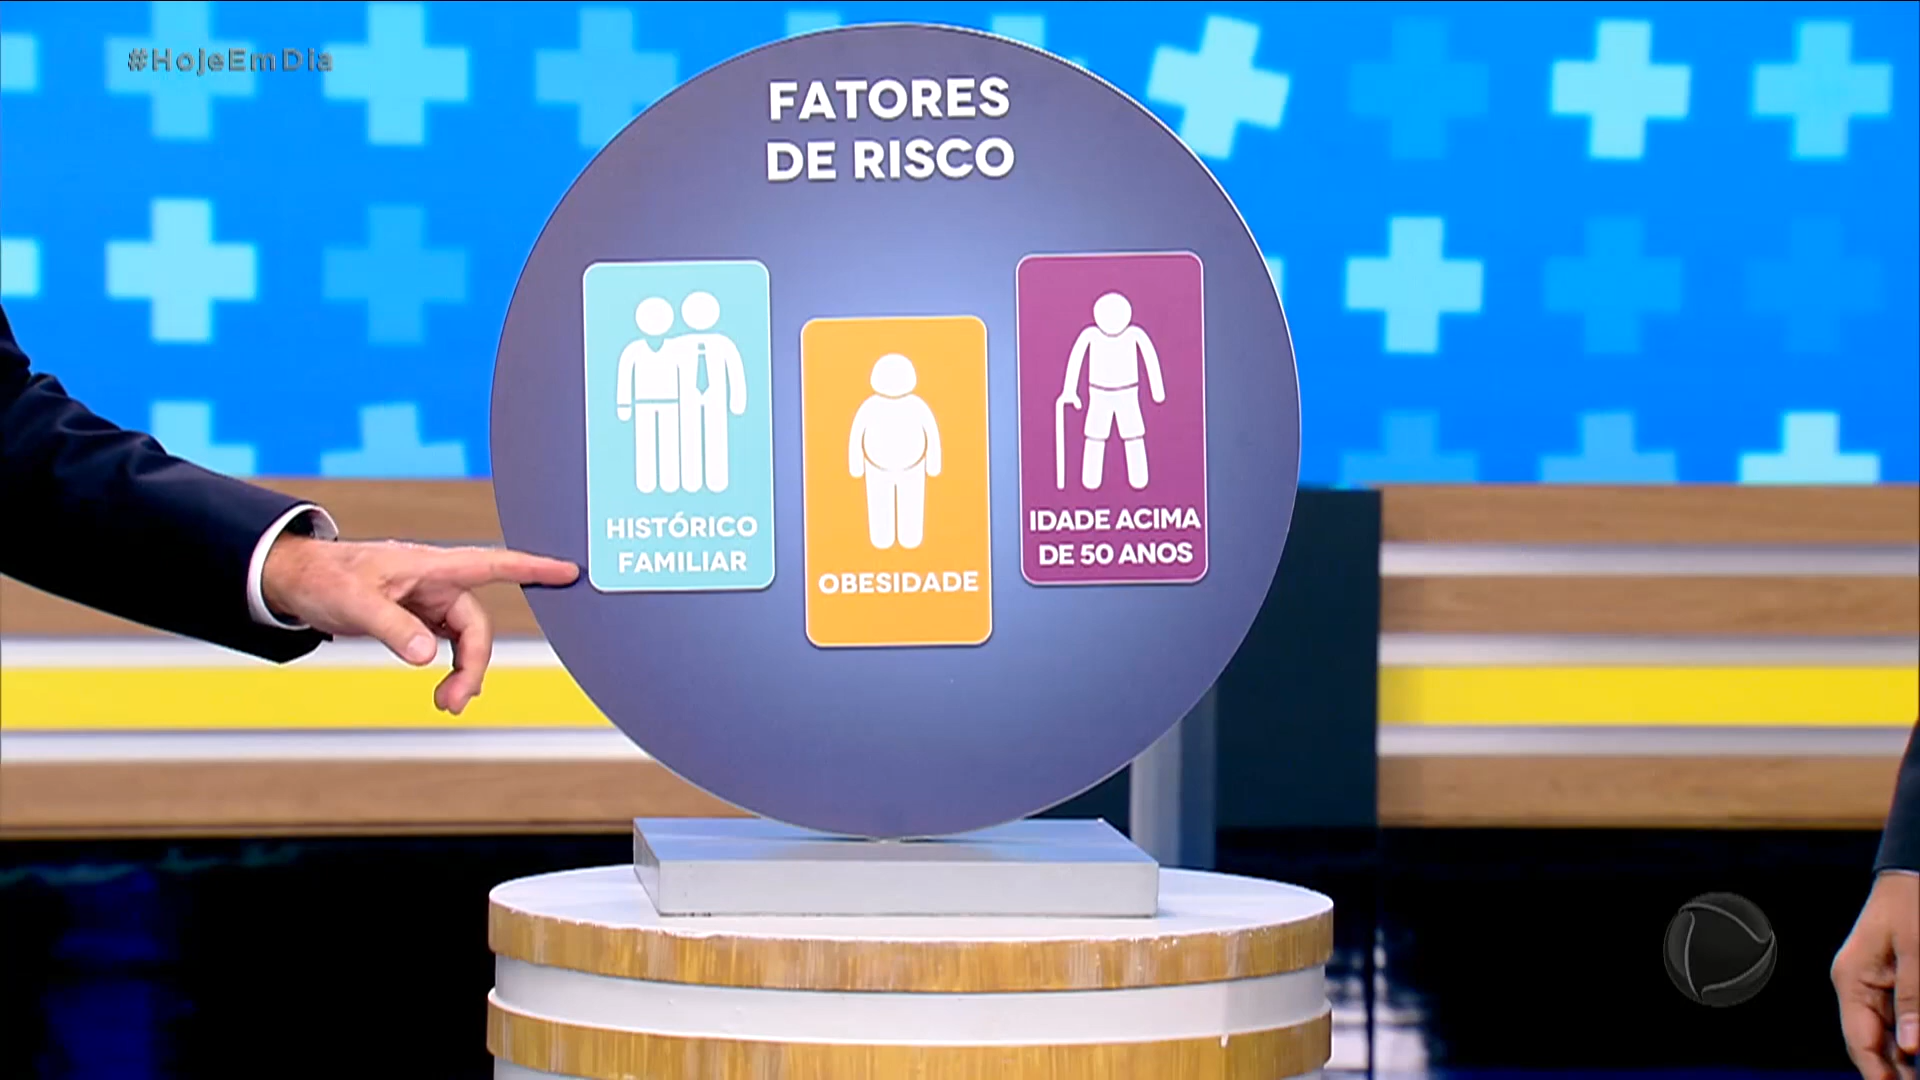 #HojeEmDia
FATORES
DE RISCO
HISTÓRICO
FAMILIAR
OBESIDADE
IDADE ACIMA
DE 50 ANOS